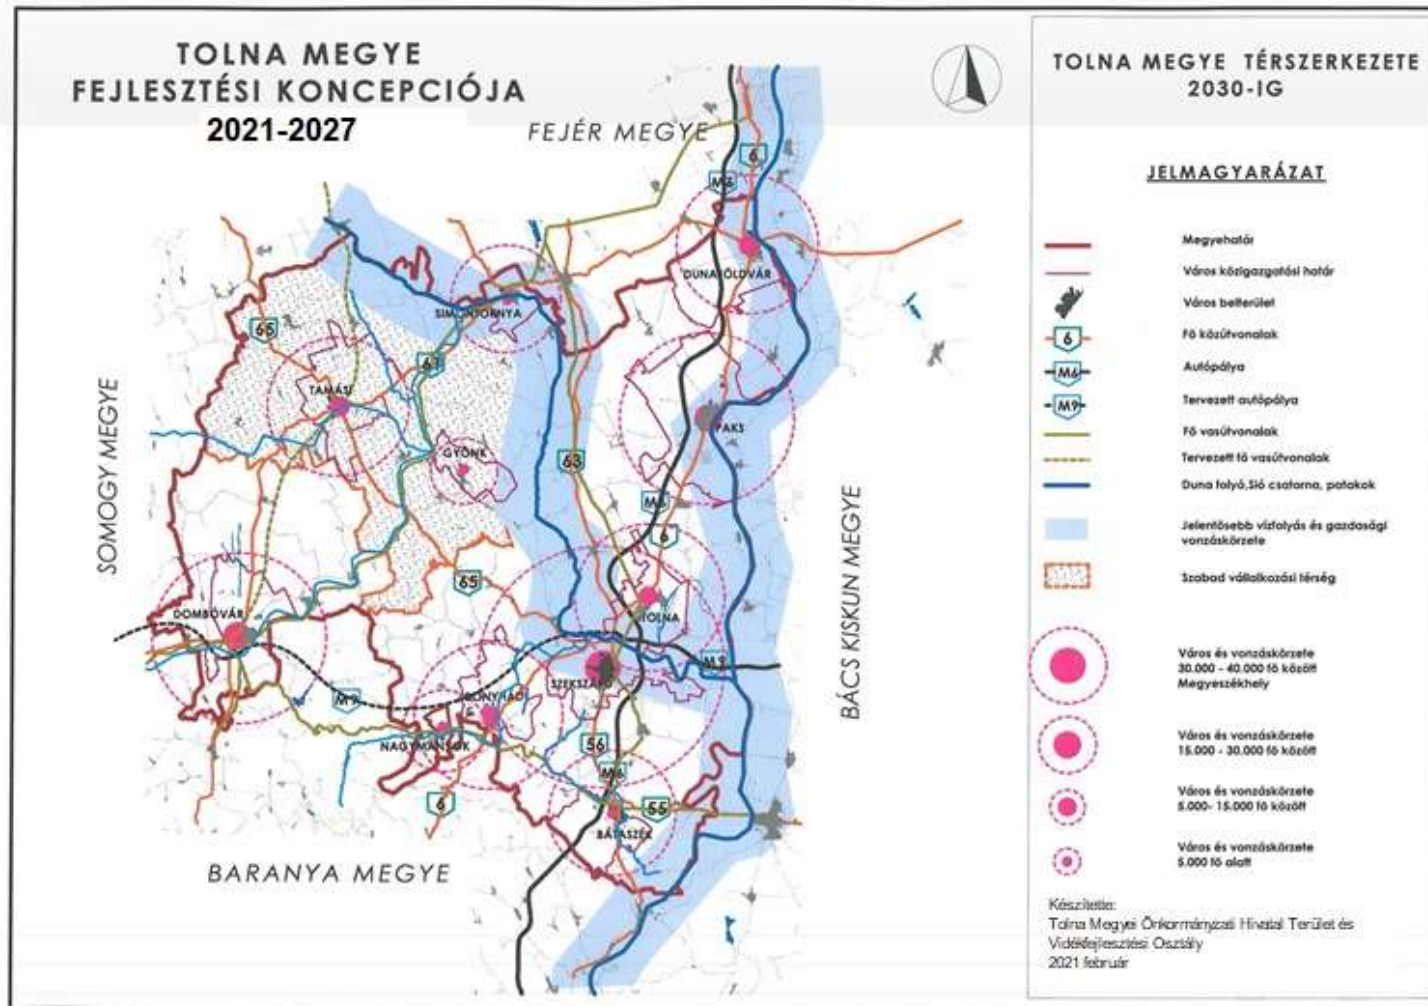 TOLNA MEGYE
FEJLESZTÉSI KONCEPCIÓJA
2021-2027
FEJÉR MEGYE
SOMOGY MEGYE
BÁCS KISKUN MEGYE
BARANYA MEGYE
6
M6
DUNAFÖLDVÁR
SIMONTORNYA
65
61
TAMÁSI
GYÖNK
PAKS
63
M6
6
65
TOLNA
DOMBÓVÁR
SZEKSZÁRD
M9
BONYHÁD
M9
NAGYMÁNYOK
56
M6
6
55
BÁTASZÉK
TOLNA MEGYE TÉRSZERKEZETE
2030-IG
JELMAGYARÁZAT
Megyehatár
Város közigazgatási határ
Város belterület
6
Fő közútvonalak
M6
Autópálya
M9
Tervezett autópálya
Fő vasútvonalak
Tervezett fő vasútvonalak
Duna folyó,Sió csatorna, patakok
Jelentősebb vízfolyás és gazdasági
vonzáskörzete
Szabad vállalkozási térség
Város és vonzáskörzete
30.000 - 40.000 fő között
Megyeszékhely
Város és vonzáskörzete
15.000 - 30.000 fő között
Város és vonzáskörzete
5.000- 15.000 fő között
Város és vonzáskörzete
5.000 fő alatt
Készítette:
Tolna Megyei Önkormányzati Hivatal Terület és
Vidékfejlesztési Osztály
2021 február